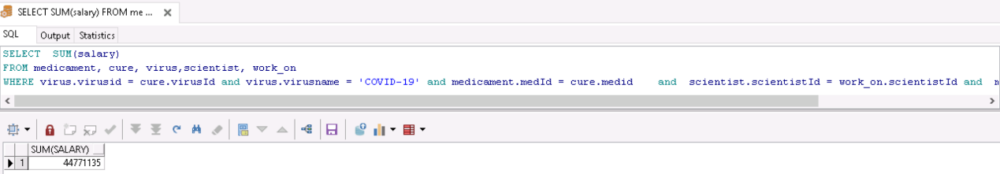 SELECT SUM(salary) FROM me ...
SQL Output Statistics
SELECT  SUM(salary)
FROM medicament, cure, virus,scientist, work_on
WHERE virus.virusid = cure.virusId and virus.virusname = 'COVID-19' and medicament.medId = cure.medid    and  scientist.scientistId = work_on.scientistId and
SUM(SALARY)
1 44771135